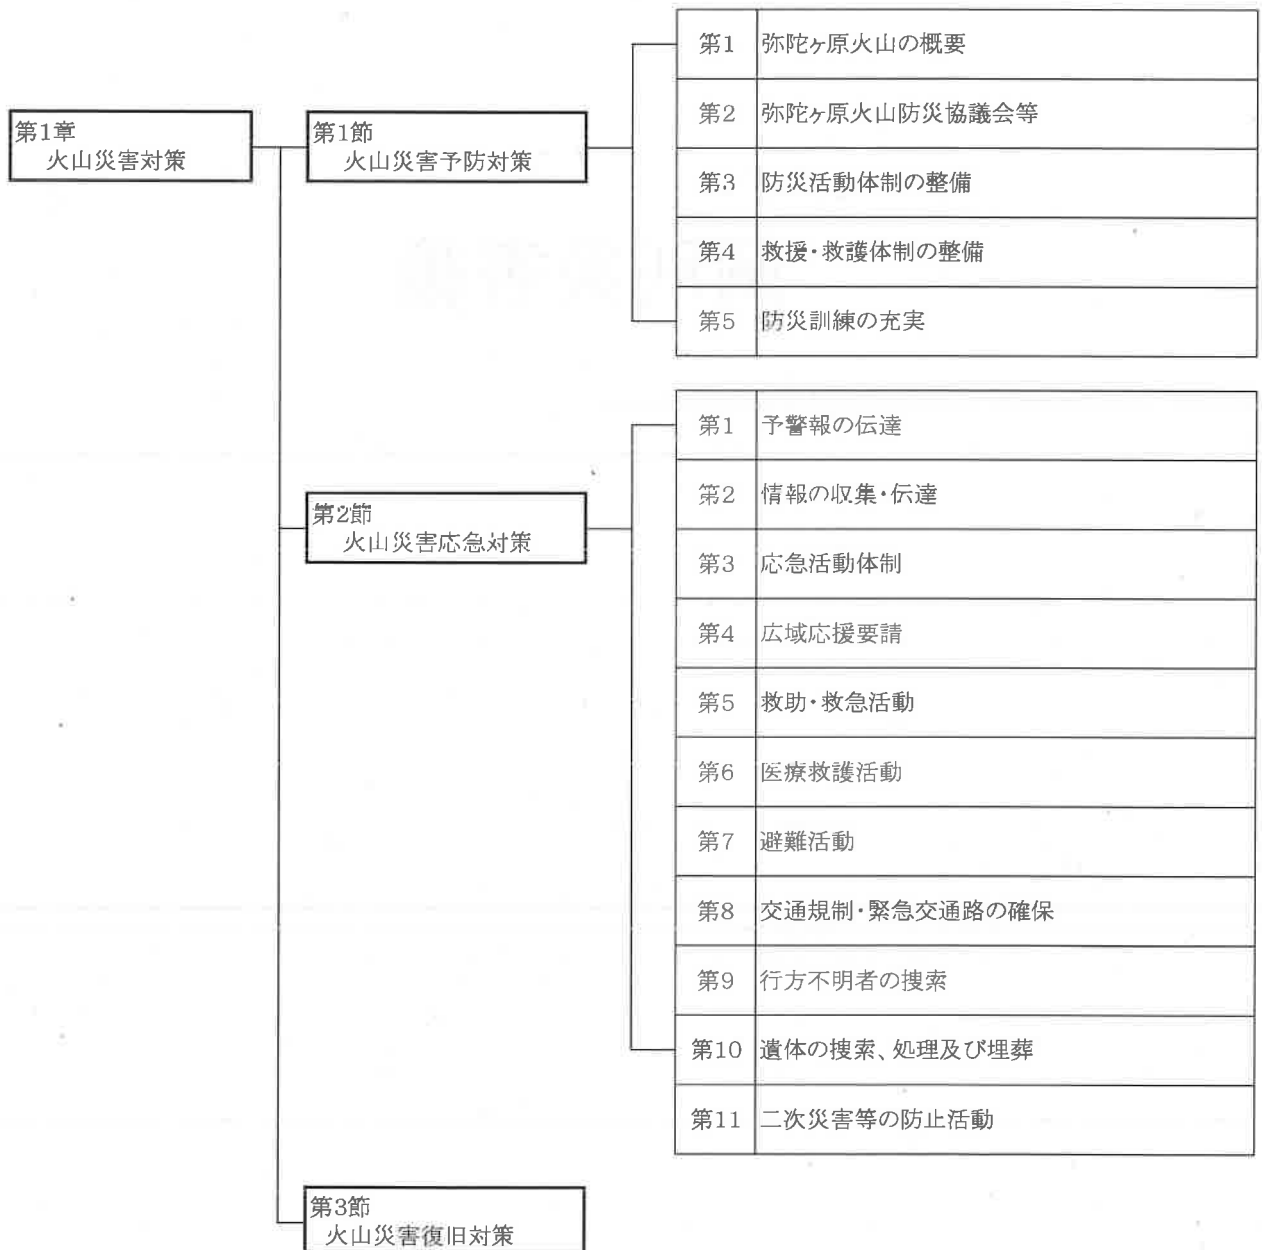 第1章
火山災害対策
第1節
火山災害予防対策
第1 弥陀ヶ原火山の概要
第2 弥陀ヶ原火山防災協議会等
第3 防災活動体制の整備
第4 救援・救護体制の整備
第5 防災訓練の充実
第2節
火山災害応急対策
第1 予警報の伝達
第2 情報の収集・伝達
第3 応急活動体制
第4 広域応援要請
第5 救助・救急活動
第6 医療救護活動
第7 避難活動
第8 交通規制・緊急交通路の確保
第9 行方不明者の捜索
第10 遺体の捜索、処理及び埋葬
第11 二次災害等の防止活動
第3節
火山災害復旧対策